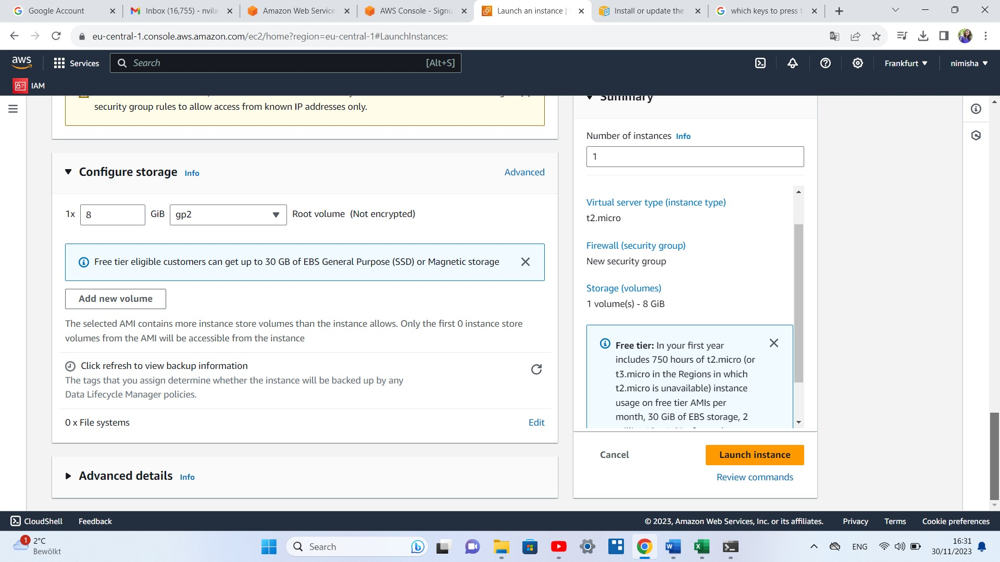 Google Account
Inbox (16,755) - nvila
Amazon Web Service
AWS Console - Signu
Launch an instance |
Install or update the
which keys to press t
eu-central-1.console.aws.amazon.com/ec2/home?region=eu-central-1#LaunchInstances:
aws
Services
Search
[Alt+S]
Frankfurt
nimisha
IAM
security group rules to allow access from known IP addresses only.
Configure storage Info
Advanced
1x 8 GiB gp2 Root volume (Not encrypted)
Free tier eligible customers can get up to 30 GB of EBS General Purpose (SSD) or Magnetic storage
Add new volume
The selected AMI contains more instance store volumes than the instance allows. Only the first 0 instance store
volumes from the AMI will be accessible from the instance
Click refresh to view backup information
The tags that you assign determine whether the instance will be backed up by any
Data Lifecycle Manager policies.
0 x File systems
Edit
Advanced details Info
Summary
Number of instances Info
1
Virtual server type (instance type)
t2.micro
Firewall (security group)
New security group
Storage (volumes)
1 volume(s) - 8 GiB
Free tier: In your first year
includes 750 hours of t2.micro (or
t3.micro in the Regions in which
t2.micro is unavailable) instance
usage on free tier AMIs per
month, 30 GiB of EBS storage, 2
Cancel
Launch instance
Review commands
CloudShell
Feedback
© 2023, Amazon Web Services, Inc. or its affiliates.
Privacy
Terms
Cookie preferences
1
2°C
Bewölkt
Search
ENG
16:31
30/11/2023